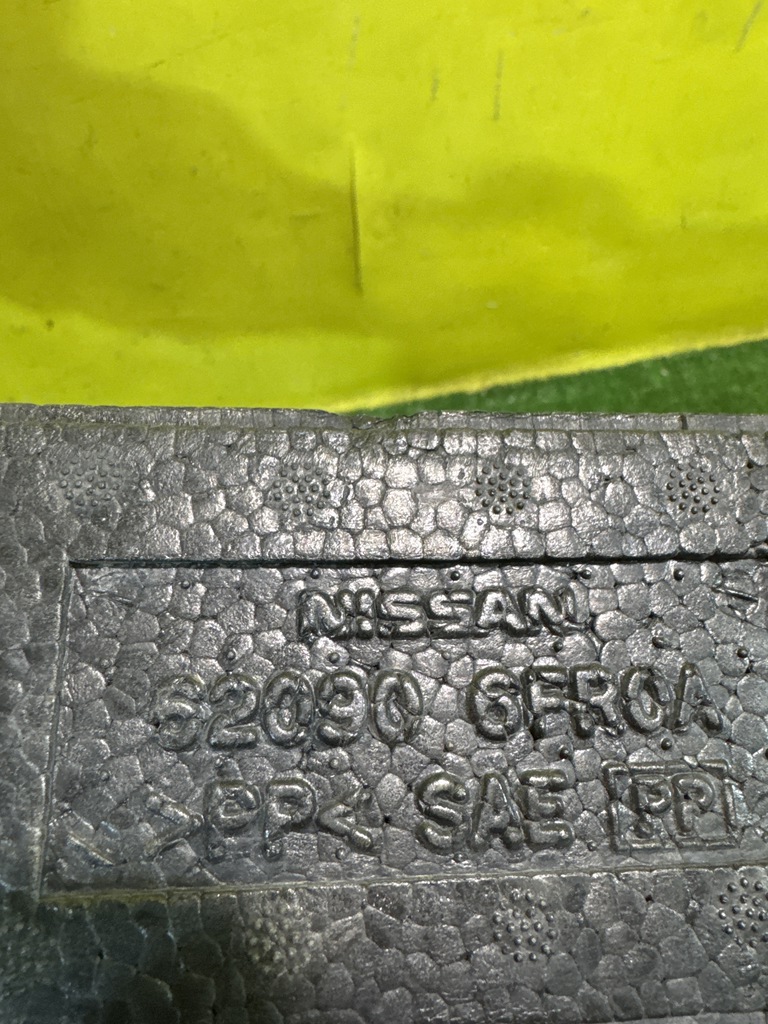 NISSAN
62090 6FR0A
>PP< SAE PP